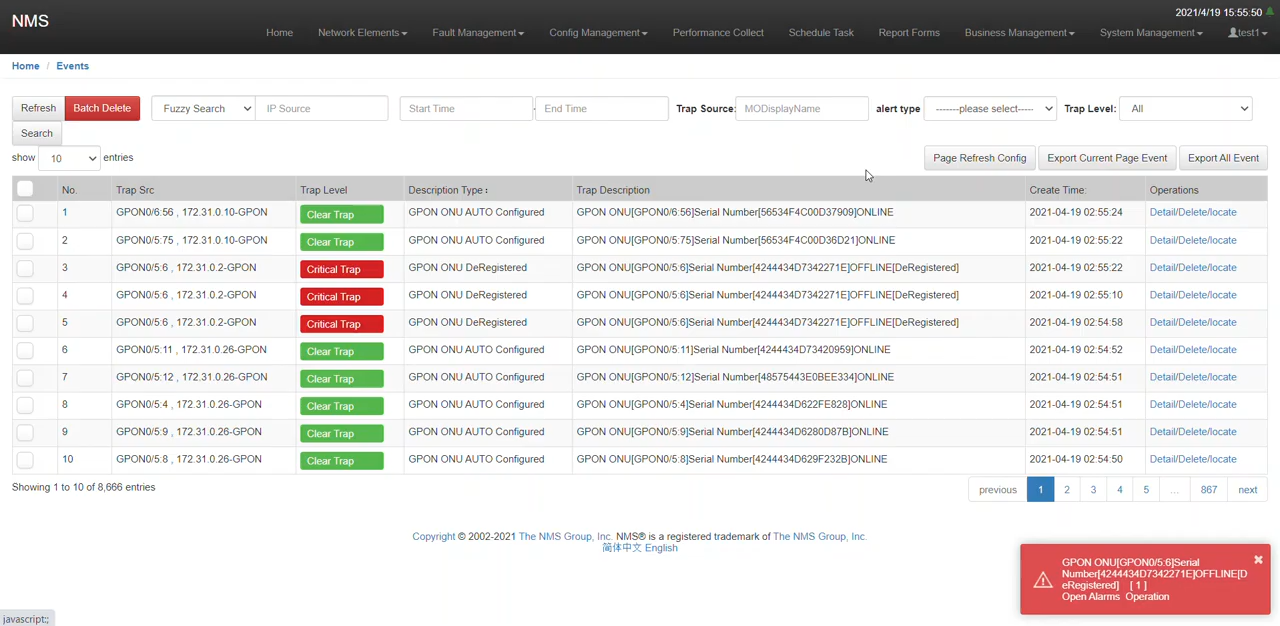 NMS
2021/4/19 15:55:50
Home Network Elements Fault Management Config Management Performance Collect Schedule Task Report Forms Business Management System Management test1
Home / Events
Refresh Batch Delete Fuzzy Search IP Source Start Time - End Time Trap Source: MODisplayName alert type -------please select----- Trap Level: All
Search
show 10 entries Page Refresh Config Export Current Page Event Export All Event
No. Trap Src Trap Level Description Type : Trap Description Create Time: Operations
1 GPON0/6:56 , 172.31.0.10-GPON Clear Trap GPON ONU AUTO Configured GPON ONU[GPON0/6:56]Serial Number[56534F4C00D37909]ONLINE 2021-04-19 02:55:24 Detail/Delete/locate
2 GPON0/5:75 , 172.31.0.10-GPON Clear Trap GPON ONU AUTO Configured GPON ONU[GPON0/5:75]Serial Number[56534F4C00D36D21]ONLINE 2021-04-19 02:55:22 Detail/Delete/locate
3 GPON0/5:6 , 172.31.0.2-GPON Critical Trap GPON ONU DeRegistered GPON ONU[GPON0/5:6]Serial Number[4244434D7342271E]OFFLINE[DeRegistered] 2021-04-19 02:55:22 Detail/Delete/locate
4 GPON0/5:6 , 172.31.0.2-GPON Critical Trap GPON ONU DeRegistered GPON ONU[GPON0/5:6]Serial Number[4244434D7342271E]OFFLINE[DeRegistered] 2021-04-19 02:55:10 Detail/Delete/locate
5 GPON0/5:6 , 172.31.0.2-GPON Critical Trap GPON ONU DeRegistered GPON ONU[GPON0/5:6]Serial Number[4244434D7342271E]OFFLINE[DeRegistered] 2021-04-19 02:54:58 Detail/Delete/locate
6 GPON0/5:11 , 172.31.0.26-GPON Clear Trap GPON ONU AUTO Configured GPON ONU[GPON0/5:11]Serial Number[4244434D73420959]ONLINE 2021-04-19 02:54:52 Detail/Delete/locate
7 GPON0/5:12 , 172.31.0.26-GPON Clear Trap GPON ONU AUTO Configured GPON ONU[GPON0/5:12]Serial Number[48575443E0BEE334]ONLINE 2021-04-19 02:54:51 Detail/Delete/locate
8 GPON0/5:4 , 172.31.0.26-GPON Clear Trap GPON ONU AUTO Configured GPON ONU[GPON0/5:4]Serial Number[4244434D622FE828]ONLINE 2021-04-19 02:54:51 Detail/Delete/locate
9 GPON0/5:9 , 172.31.0.26-GPON Clear Trap GPON ONU AUTO Configured GPON ONU[GPON0/5:9]Serial Number[4244434D6280D87B]ONLINE 2021-04-19 02:54:51 Detail/Delete/locate
10 GPON0/5:8 , 172.31.0.26-GPON Clear Trap GPON ONU AUTO Configured GPON ONU[GPON0/5:8]Serial Number[4244434D629F232B]ONLINE 2021-04-19 02:54:50 Detail/Delete/locate
Showing 1 to 10 of 8,666 entries previous 1 2 3 4 5 ... 867 next
Copyright © 2002-2021 The NMS Group, Inc. NMS® is a registered trademark of The NMS Group, Inc.
简体中文 English
GPON ONU[GPON0/5:6]Serial
Number[4244434D7342271E]OFFLINE[D
eRegistered] [ 1 ]
Open Alarms Operation
javascript:;